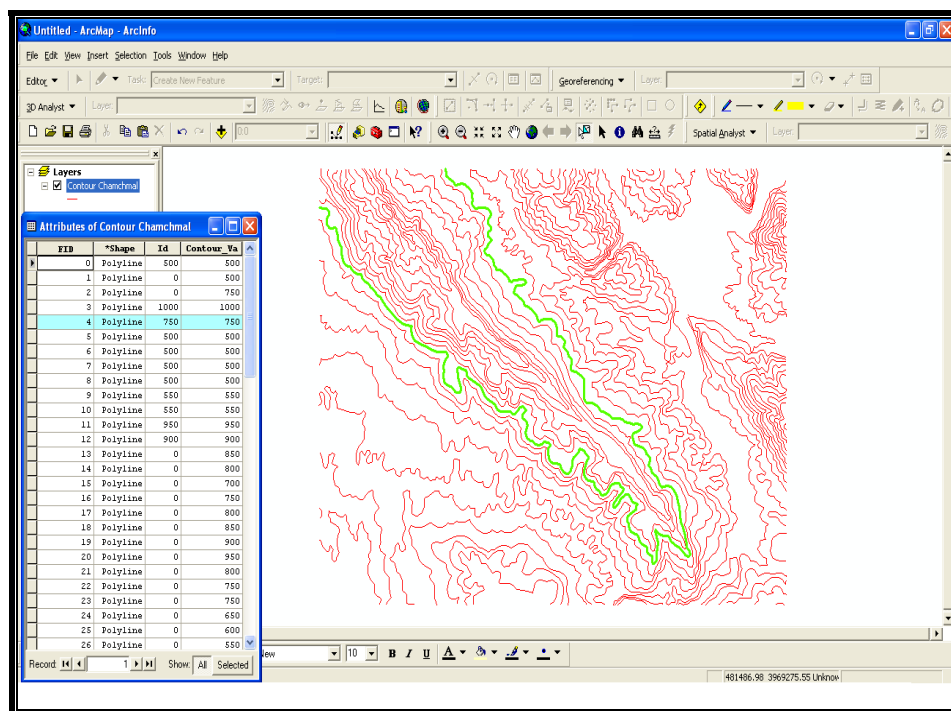 Untitled - ArcMap - ArcInfo
File Edit View Insert Selection Tools Window Help
Editor Task: Create New Feature Target: Georeferencing Layer:
3D Analyst Layer:
0.0 Spatial Analyst Layer:
Layers
Contour Chamchmal
Attributes of Contour Chamchmal
FID *Shape Id Contour_Va
0 Polyline 500 500
1 Polyline 0 500
2 Polyline 0 750
3 Polyline 1000 1000
4 Polyline 750 750
5 Polyline 500 500
6 Polyline 500 500
7 Polyline 500 500
8 Polyline 500 500
9 Polyline 550 550
10 Polyline 550 550
11 Polyline 950 950
12 Polyline 900 900
13 Polyline 0 850
14 Polyline 0 800
15 Polyline 0 700
16 Polyline 0 750
17 Polyline 0 800
18 Polyline 0 850
19 Polyline 0 900
20 Polyline 0 950
21 Polyline 0 800
22 Polyline 0 750
23 Polyline 0 750
24 Polyline 0 650
25 Polyline 0 600
26 Polyline 0 550
Record: 1 Show: All Selected
New 10 B I U A
481486.98 3969275.55 Unknow